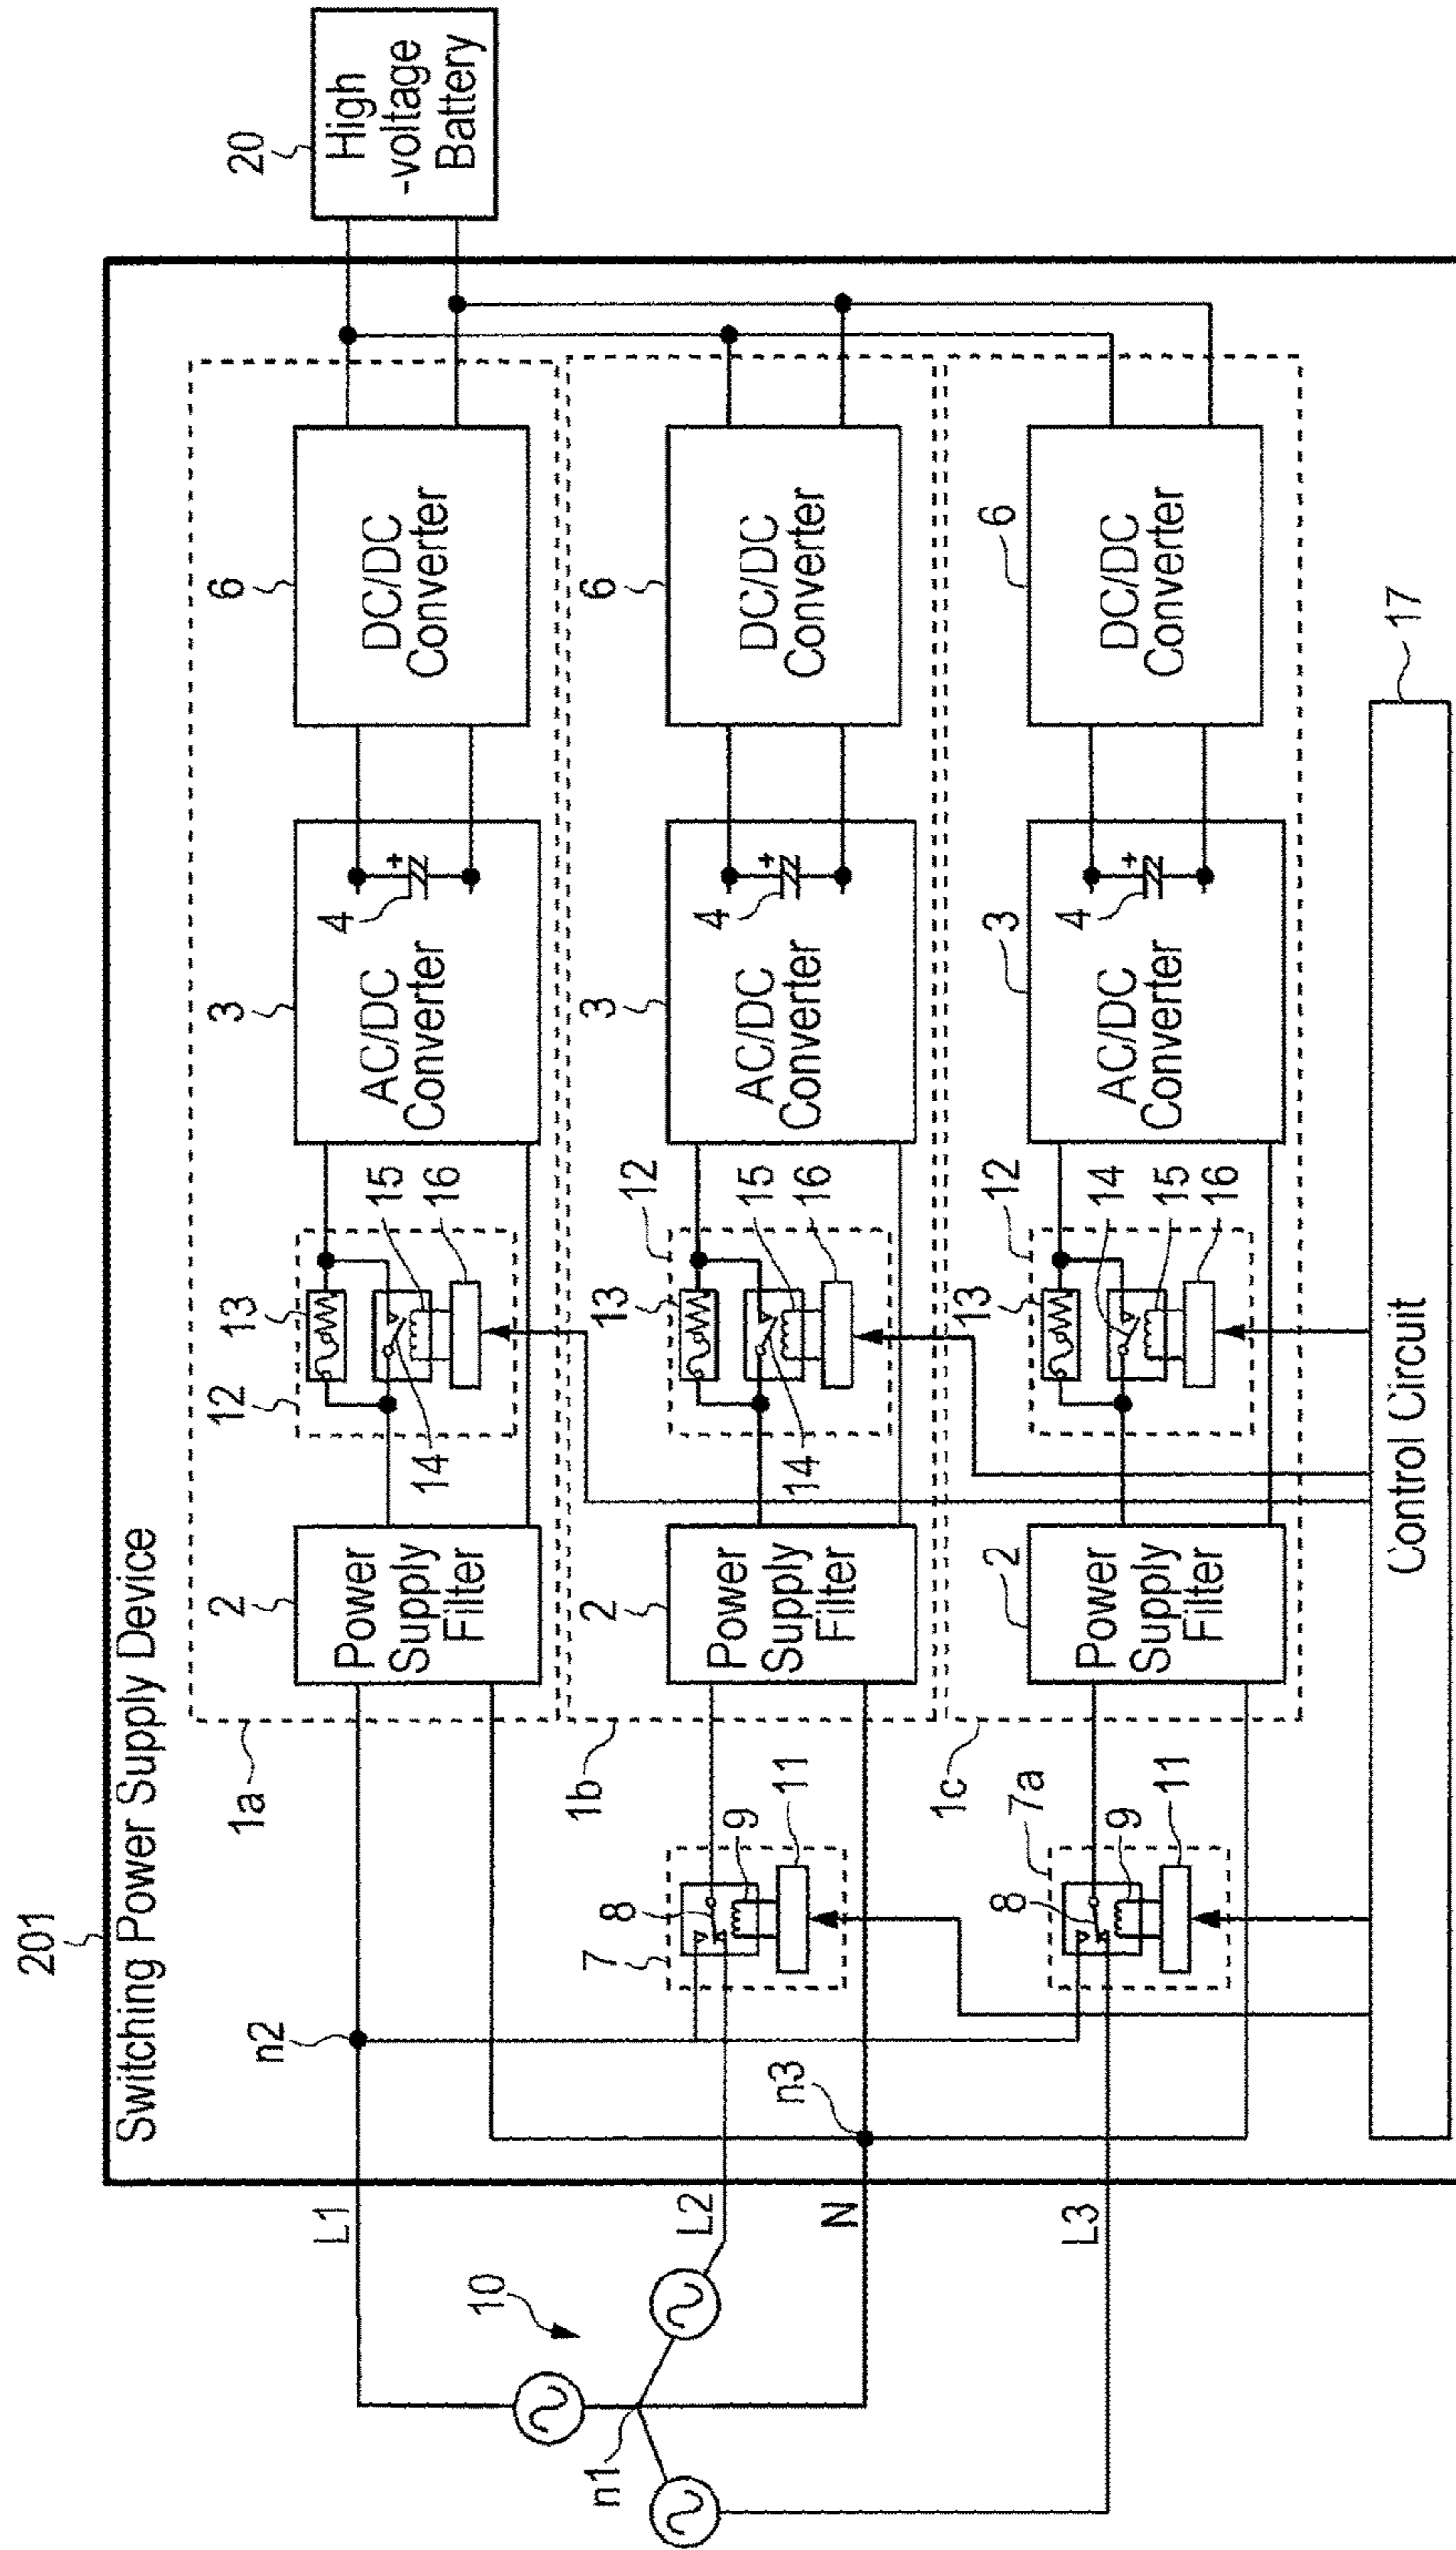 201
Switching Power Supply Device
20
High
-voltage
Battery
1a
2
Power
Supply
Filter
12
13
14
15
16
3
AC/DC
Converter
4
+
6
DC/DC
Converter
1b
2
Power
Supply
Filter
12
13
14
15
16
3
AC/DC
Converter
4
+
6
DC/DC
Converter
1c
2
Power
Supply
Filter
12
13
14
15
16
3
AC/DC
Converter
4
+
6
DC/DC
Converter
7
8
9
11
7a
8
9
11
L1
n2
L2
N
n3
L3
10
n1
17
Control Circuit